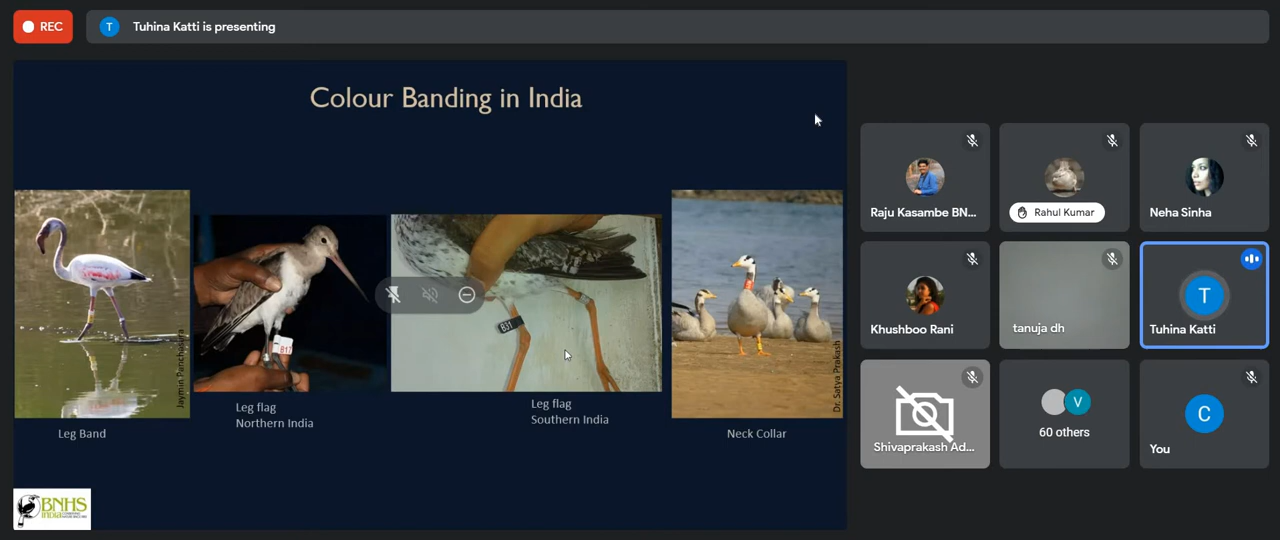 REC
T
Tuhina Katti is presenting
Colour Banding in India
Jaymin Panchasara
B17
B31
Dr. Satya Prakash
Leg Band
Leg flag
Northern India
Leg flag
Southern India
Neck Collar
BNHS
India
Raju Kasambe BN...
Rahul Kumar
Neha Sinha
Khushboo Rani
tanuja dh
T
Tuhina Katti
Shivaprakash Ad...
V
60 others
C
You